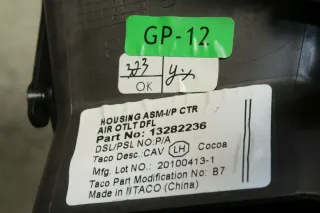 GP-12
323
OK
HOUSING ASM-I/P CTR
AIR OTLT DFL
Part No: 13282236
DSL/PSL NO:P/A
Taco Desc.:CAV LH Cocoa
Mfg. Lot NO.: 20100413-1
Taco Part Modification No: B7
Made in NTACO (China)